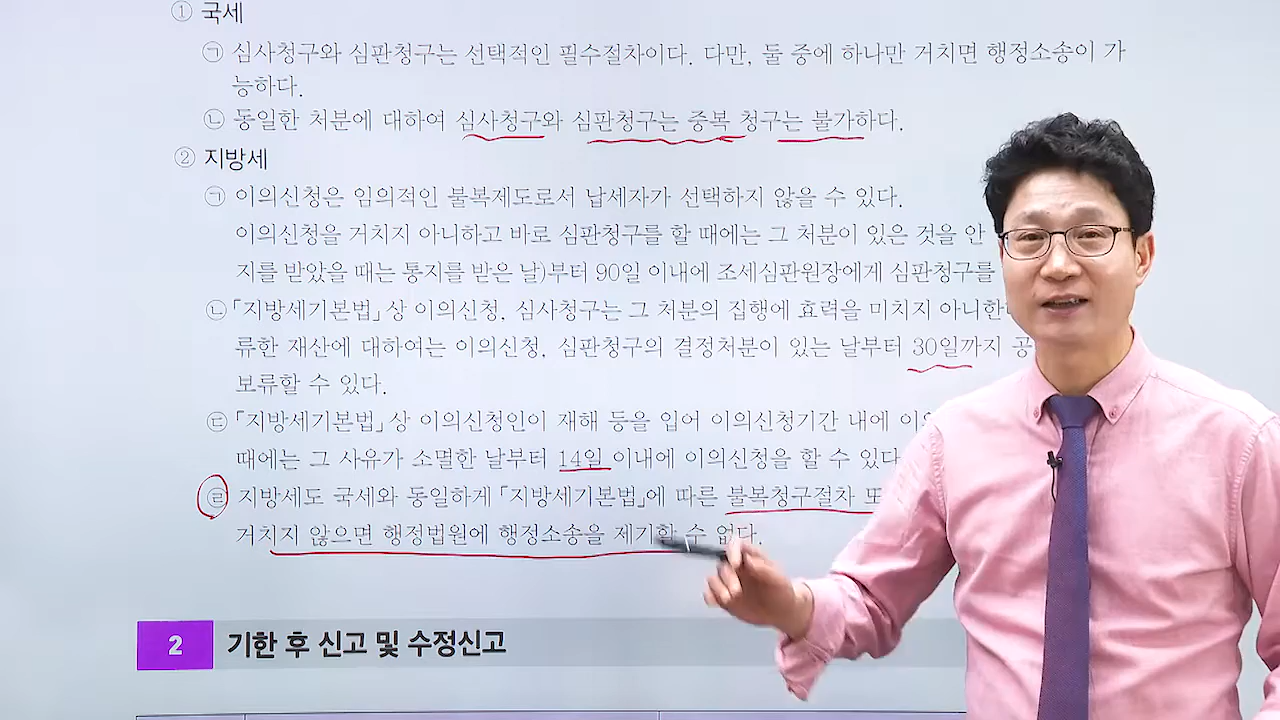 ① 국세
㉠ 심사청구와 심판청구는 선택적인 필수절차이다. 다만, 둘 중에 하나만 거치면 행정소송이 가
능하다.
㉡ 동일한 처분에 대하여 심사청구와 심판청구는 중복 청구는 불가하다.
② 지방세
㉠ 이의신청은 임의적인 불복제도로서 납세자가 선택하지 않을 수 있다.
이의신청을 거치지 아니하고 바로 심판청구를 할 때에는 그 처분이 있은 것을 안
지를 받았을 때는 통지를 받은 날)부터 90일 이내에 조세심판원장에게 심판청구를
㉡ 「지방세기본법」 상 이의신청, 심사청구는 그 처분의 집행에 효력을 미치지 아니한
류한 재산에 대하여는 이의신청, 심판청구의 결정처분이 있는 날부터 30일까지 공
보류할 수 있다.
㉢ 「지방세기본법」 상 이의신청인이 재해 등을 입어 이의신청기간 내에
때에는 그 사유가 소멸한 날부터 14일 이내에 이의신청을 할 수 있다
㉣ 지방세도 국세와 동일하게 「지방세기본법」에 따른 불복청구절차
거치지 않으면 행정법원에 행정소송을 제기할 수 없다.
2 기한 후 신고 및 수정신고